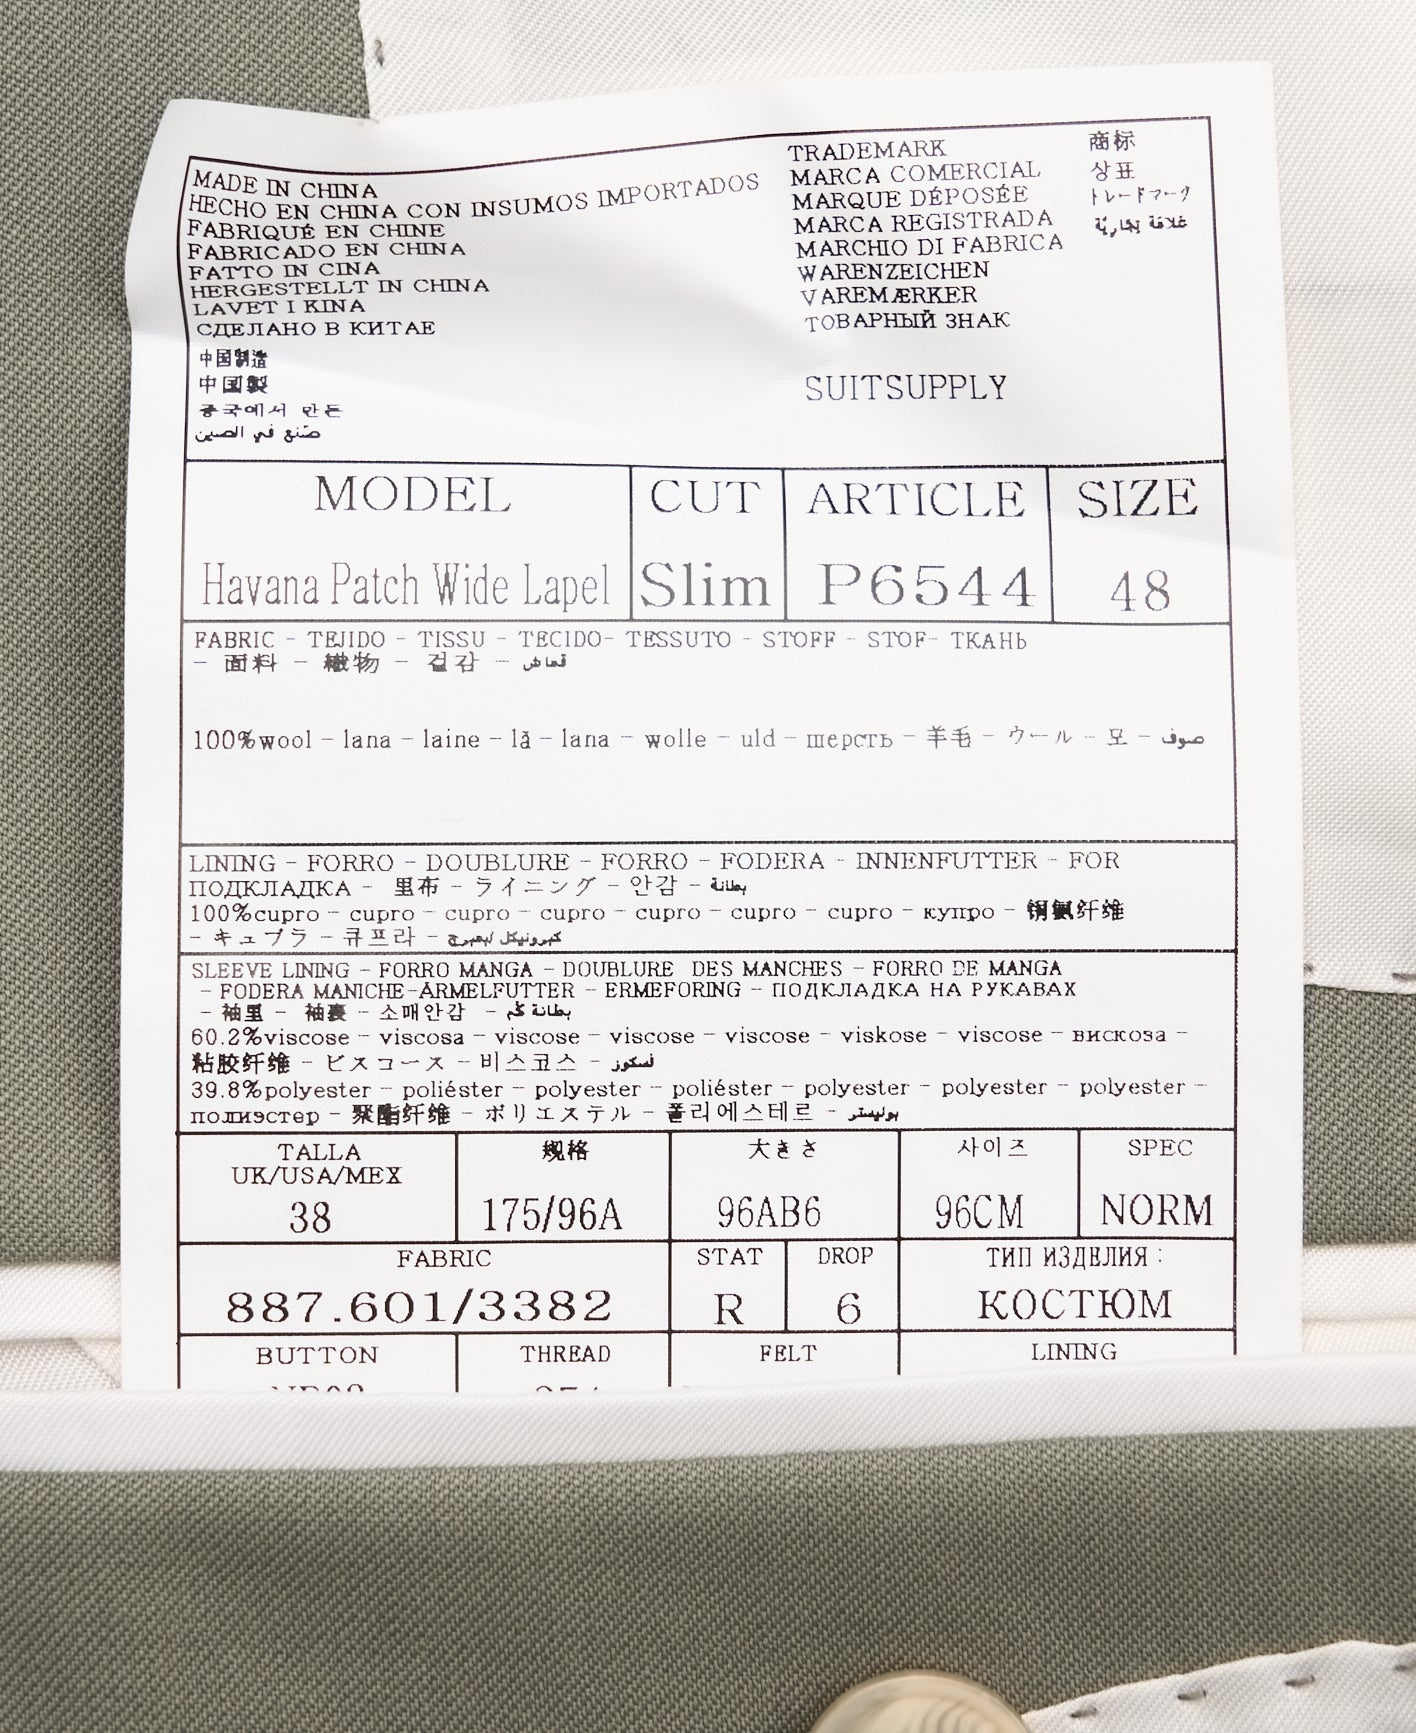 MADE IN CHINA
HECHO EN CHINA CON INSUMOS IMPORTADOS
FABRIQUÉ EN CHINE
FABRICADO EN CHINA
FATTO IN CINA
HERGESTELLT IN CHINA
LAVET I KINA
СДЕЛАНО В КИТАЕ
中国制造
中国製
중국에서 만든
صنع في الصين
TRADEMARK 商标
MARCA COMERCIAL 상표
MARQUE DÉPOSÉE トレードマーク
MARCA REGISTRADA
MARCHIO DI FABRICA
WARENZEICHEN
VAREMÆRKER
ТОВАРНЫЙ ЗНАК
SUITSUPPLY
MODEL CUT ARTICLE SIZE
Havana Patch Wide Lapel Slim P6544 48
FABRIC - TEJIDO - TISSU - TECIDO- TESSUTO - STOFF - STOF- ТКАНЬ
- 面料 - 織物 - 겉감 - قماش
100%wool - lana - laine - lã - lana - wolle - uld - шерсть - 羊毛 - ウール - 모 - صوف
LINING - FORRO - DOUBLURE - FORRO - FODERA - INNENFUTTER - FOR
ПОДКЛАДКА - 里布 - ライニング - 안감 - بطانة
100%cupro - cupro - cupro - cupro - cupro - cupro - cupro - купро - 铜氨纤维
- キュプラ - 큐프라 -
SLEEVE LINING - FORRO MANGA - DOUBLURE DES MANCHES - FORRO DE MANGA
- FODERA MANICHE-ÄRMELFUTTER - ERMEFORING - ПОДКЛАДКА НА РУКАВАХ
- 袖里 - 袖裏 - 소매안감 - بطانة كم
60.2%viscose - viscosa - viscose - viscose - viscose - viskose - viscose - вискоза -
粘胶纤维 - ビスコース - 비스코스 -
39.8%polyester - poliéster - polyester - poliéster - polyester - polyester - polyester -
полиэстер - 聚酯纤维 - ポリエステル - 폴리에스테르 - بوليستر
TALLA 规格 大きさ 사이즈 SPEC
UK/USA/MEX
38 175/96A 96AB6 96CM NORM
FABRIC STAT DROP ТИП ИЗДЕЛИЯ :
887.601/3382 R 6 КОСТЮМ
BUTTON THREAD FELT LINING